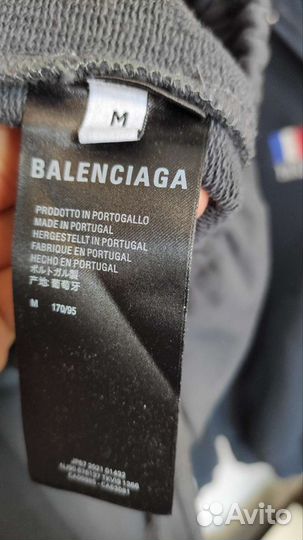 M
BALENCIAGA
PRODOTTO IN PORTOGALLO
MADE IN PORTUGAL
HERGESTELLT IN PORTUGAL
FABRIQUE EN PORTUGAL
HECHO EN PORTUGAL
ポルトガル製
产地:葡萄牙
M 170/95
2021
Avito